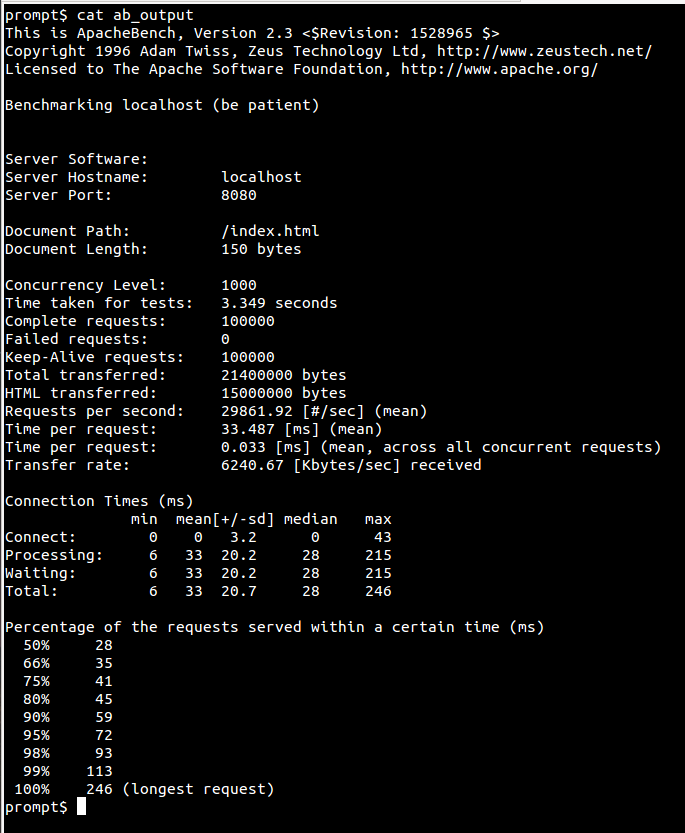 prompt$ cat ab_output
This is ApacheBench, Version 2.3 <$Revision: 1528965 $>
Copyright 1996 Adam Twiss, Zeus Technology Ltd, http://www.zeustech.net/
Licensed to The Apache Software Foundation, http://www.apache.org/

Benchmarking localhost (be patient)


Server Software:
Server Hostname:        localhost
Server Port:            8080

Document Path:          /index.html
Document Length:        150 bytes

Concurrency Level:      1000
Time taken for tests:   3.349 seconds
Complete requests:      100000
Failed requests:        0
Keep-Alive requests:    100000
Total transferred:      21400000 bytes
HTML transferred:       15000000 bytes
Requests per second:    29861.92 [#/sec] (mean)
Time per request:       33.487 [ms] (mean)
Time per request:       0.033 [ms] (mean, across all concurrent requests)
Transfer rate:          6240.67 [Kbytes/sec] received

Connection Times (ms)
              min  mean[+/-sd] median   max
Connect:        0    0   3.2      0      43
Processing:     6   33  20.2     28     215
Waiting:        6   33  20.2     28     215
Total:          6   33  20.7     28     246

Percentage of the requests served within a certain time (ms)
  50%     28
  66%     35
  75%     41
  80%     45
  90%     59
  95%     72
  98%     93
  99%    113
 100%    246 (longest request)
prompt$